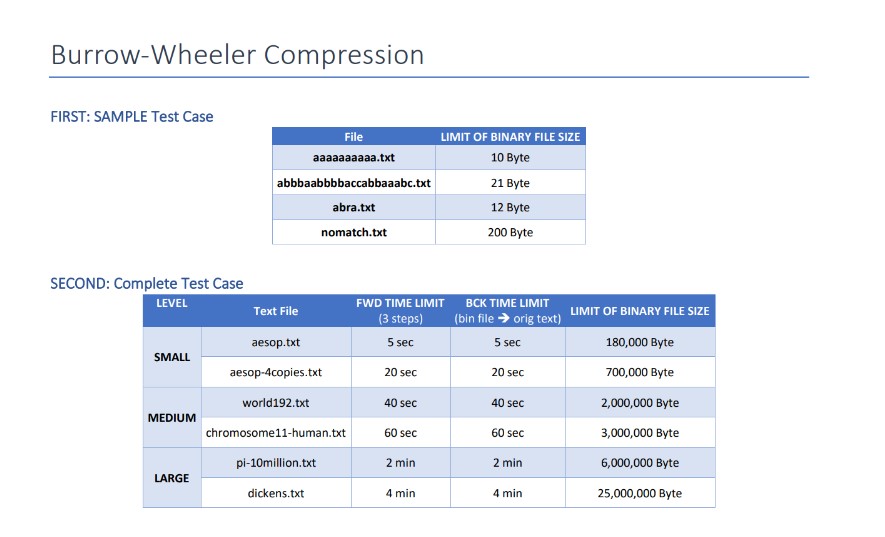 Burrow-Wheeler Compression
FIRST: SAMPLE Test Case
File LIMIT OF BINARY FILE SIZE
aaaaaaaaaa.txt 10 Byte
abbbaabbbbaccabbaaabc.txt 21 Byte
abra.txt 12 Byte
nomatch.txt 200 Byte
SECOND: Complete Test Case
LEVEL Text File FWD TIME LIMIT (3 steps) BCK TIME LIMIT (bin file ➔ orig text) LIMIT OF BINARY FILE SIZE
SMALL aesop.txt 5 sec 5 sec 180,000 Byte
aesop-4copies.txt 20 sec 20 sec 700,000 Byte
MEDIUM world192.txt 40 sec 40 sec 2,000,000 Byte
chromosome11-human.txt 60 sec 60 sec 3,000,000 Byte
LARGE pi-10million.txt 2 min 2 min 6,000,000 Byte
dickens.txt 4 min 4 min 25,000,000 Byte